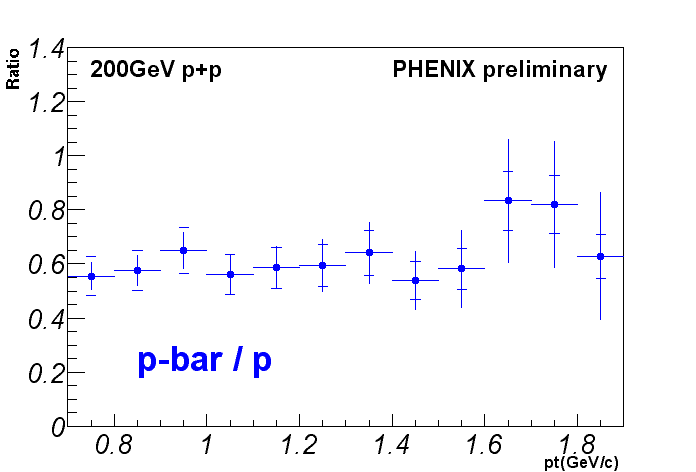 Ratio
1.4
200GeV p+p
PHENIX preliminary
1.2
1
0.8
0.6
0.4
p-bar / p
0.2
0
0.8
1
1.2
1.4
1.6
1.8
pt(GeV/c)